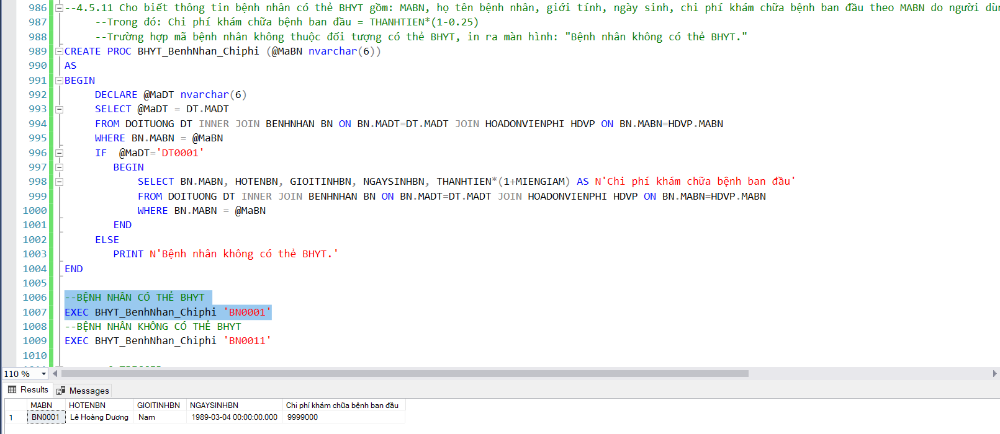 986 --4.5.11 Cho biết thông tin bệnh nhân có thẻ BHYT gồm: MABN, họ tên bệnh nhân, giới tính, ngày sinh, chi phí khám chữa bệnh ban đầu theo MABN do người
987 --Trong đó: Chi phí khám chữa bệnh ban đầu = THANHTIEN*(1-0.25)
988 --Trường hợp mã bệnh nhân không thuộc đối tượng có thẻ BHYT, in ra màn hình: "Bệnh nhân không có thẻ BHYT."
989 CREATE PROC BHYT_BenhNhan_Chiphi (@MaBN nvarchar(6))
990 AS
991 BEGIN
992 DECLARE @MaDT nvarchar(6)
993 SELECT @MaDT = DT.MADT
994 FROM DOITUONG DT INNER JOIN BENHNHAN BN ON BN.MADT=DT.MADT JOIN HOADONVIENPHI HDVP ON BN.MABN=HDVP.MABN
995 WHERE BN.MABN = @MaBN
996 IF @MaDT='DT0001'
997 BEGIN
998 SELECT BN.MABN, HOTENBN, GIOITINHBN, NGAYSINHBN, THANHTIEN*(1+MIENGIAM) AS N'Chi phí khám chữa bệnh ban đầu'
999 FROM DOITUONG DT INNER JOIN BENHNHAN BN ON BN.MADT=DT.MADT JOIN HOADONVIENPHI HDVP ON BN.MABN=HDVP.MABN
1000 WHERE BN.MABN = @MaBN
1001 END
1002 ELSE
1003 PRINT N'Bệnh nhân không có thẻ BHYT.'
1004 END
1005
1006 --BỆNH NHÂN CÓ THẺ BHYT
1007 EXEC BHYT_BenhNhan_Chiphi 'BN0001'
1008 --BỆNH NHÂN KHÔNG CÓ THẺ BHYT
1009 EXEC BHYT_BenhNhan_Chiphi 'BN0011'
1010
110 %
Results Messages
MABN HOTENBN GIOITINHBN NGAYSINHBN Chi phí khám chữa bệnh ban đầu
1 BN0001 Lê Hoàng Dương Nam 1989-03-04 00:00:00.000 9999000